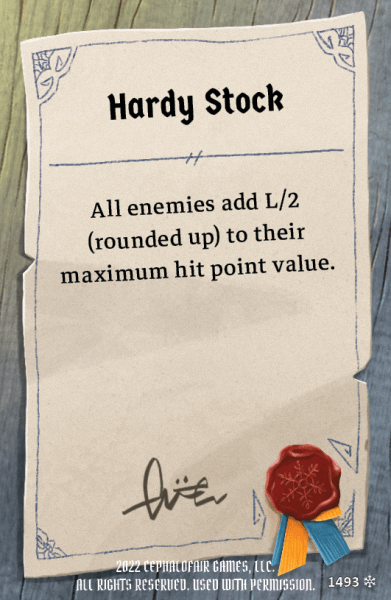 Hardy Stock
All enemies add L/2
(rounded up) to their
maximum hit point value.
2022 CEPHALOFAIR GAMES, LLC.
ALL RIGHTS RESERVED. USED WITH PERMISSION.
1493